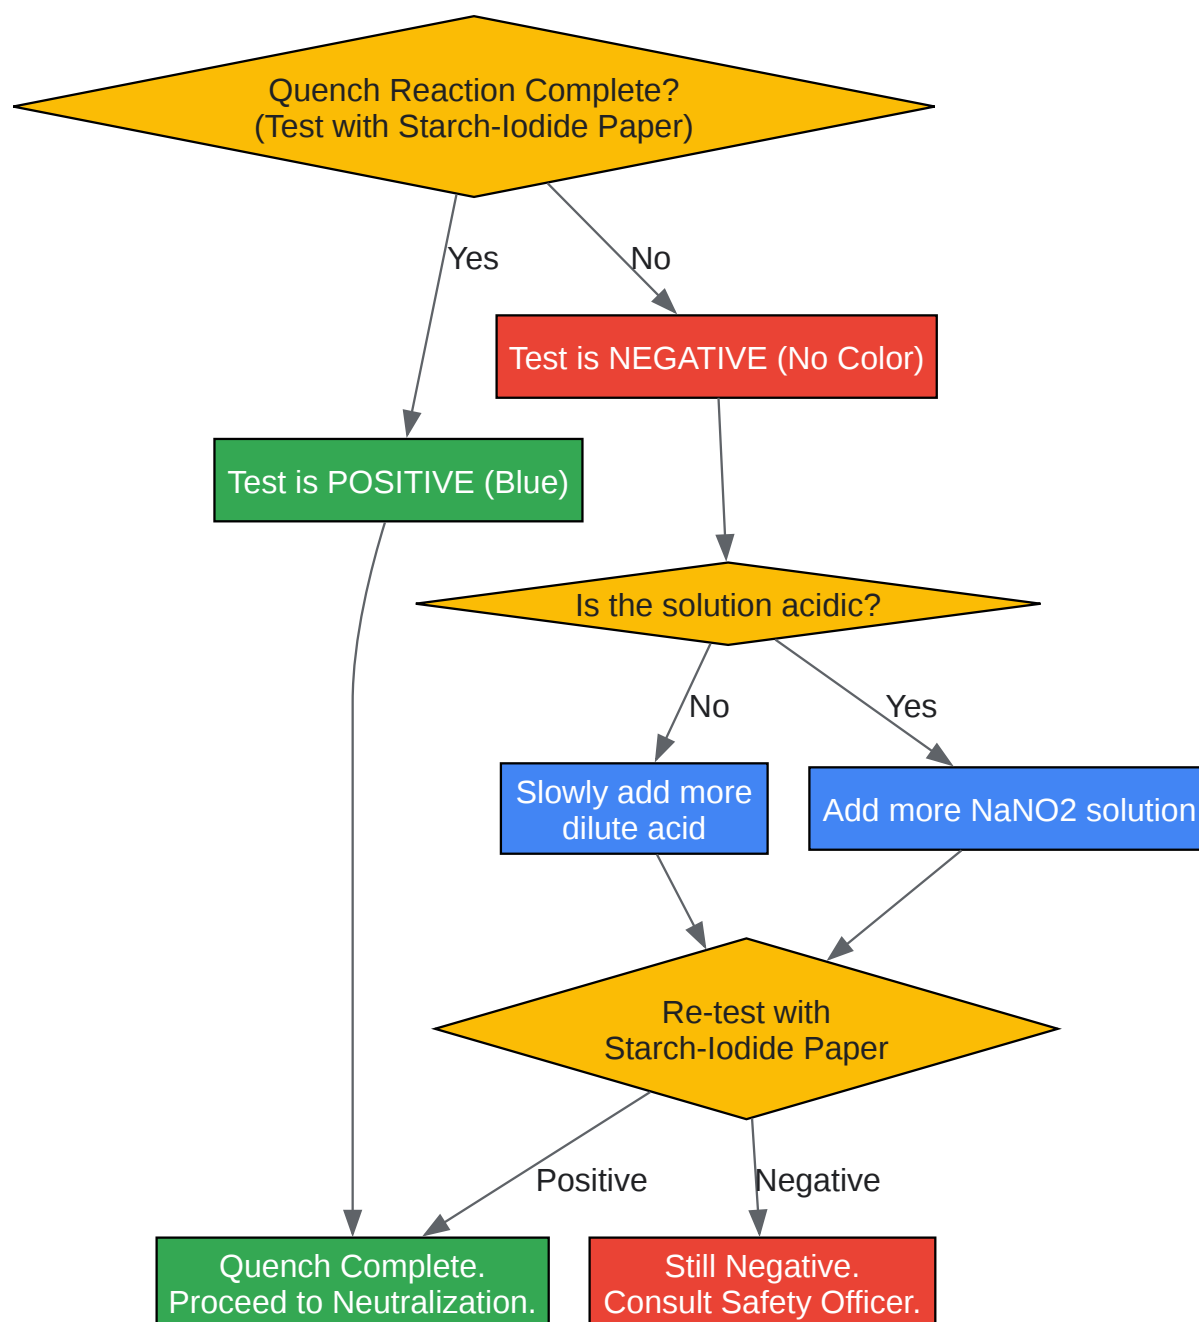 Quench Reaction Complete?
(Test with Starch-Iodide Paper)
Yes
No
Test is NEGATIVE (No Color)
Test is POSITIVE (Blue)
Is the solution acidic?
No
Yes
Slowly add more
dilute acid
Add more NaNO2 solution
Re-test with
Starch-Iodide Paper
Positive
Negative
Quench Complete.
Proceed to Neutralization.
Still Negative.
Consult Safety Officer.